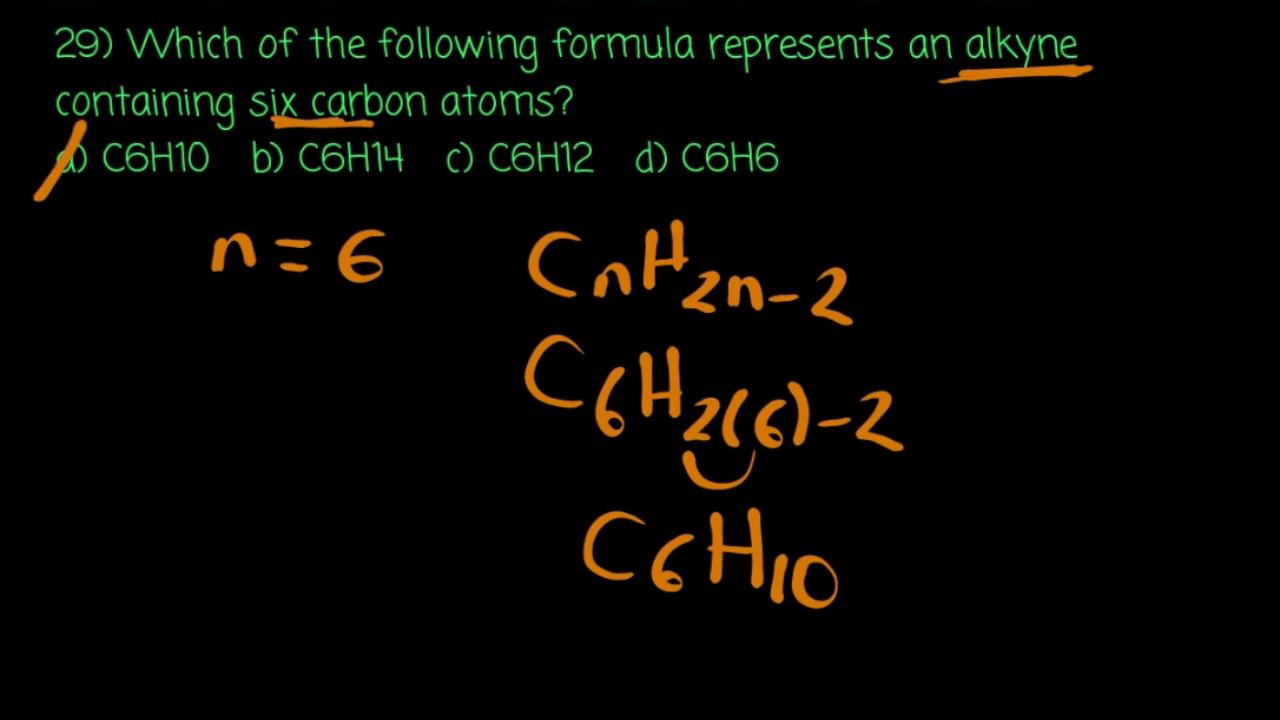 29) Which of the following formula represents an alkyne
containing six carbon atoms?
a) C6H10 b) C6H14 c) C6H12 d) C6H6
n = 6 CnH2n-2
C6H2(6)-2
C6H10